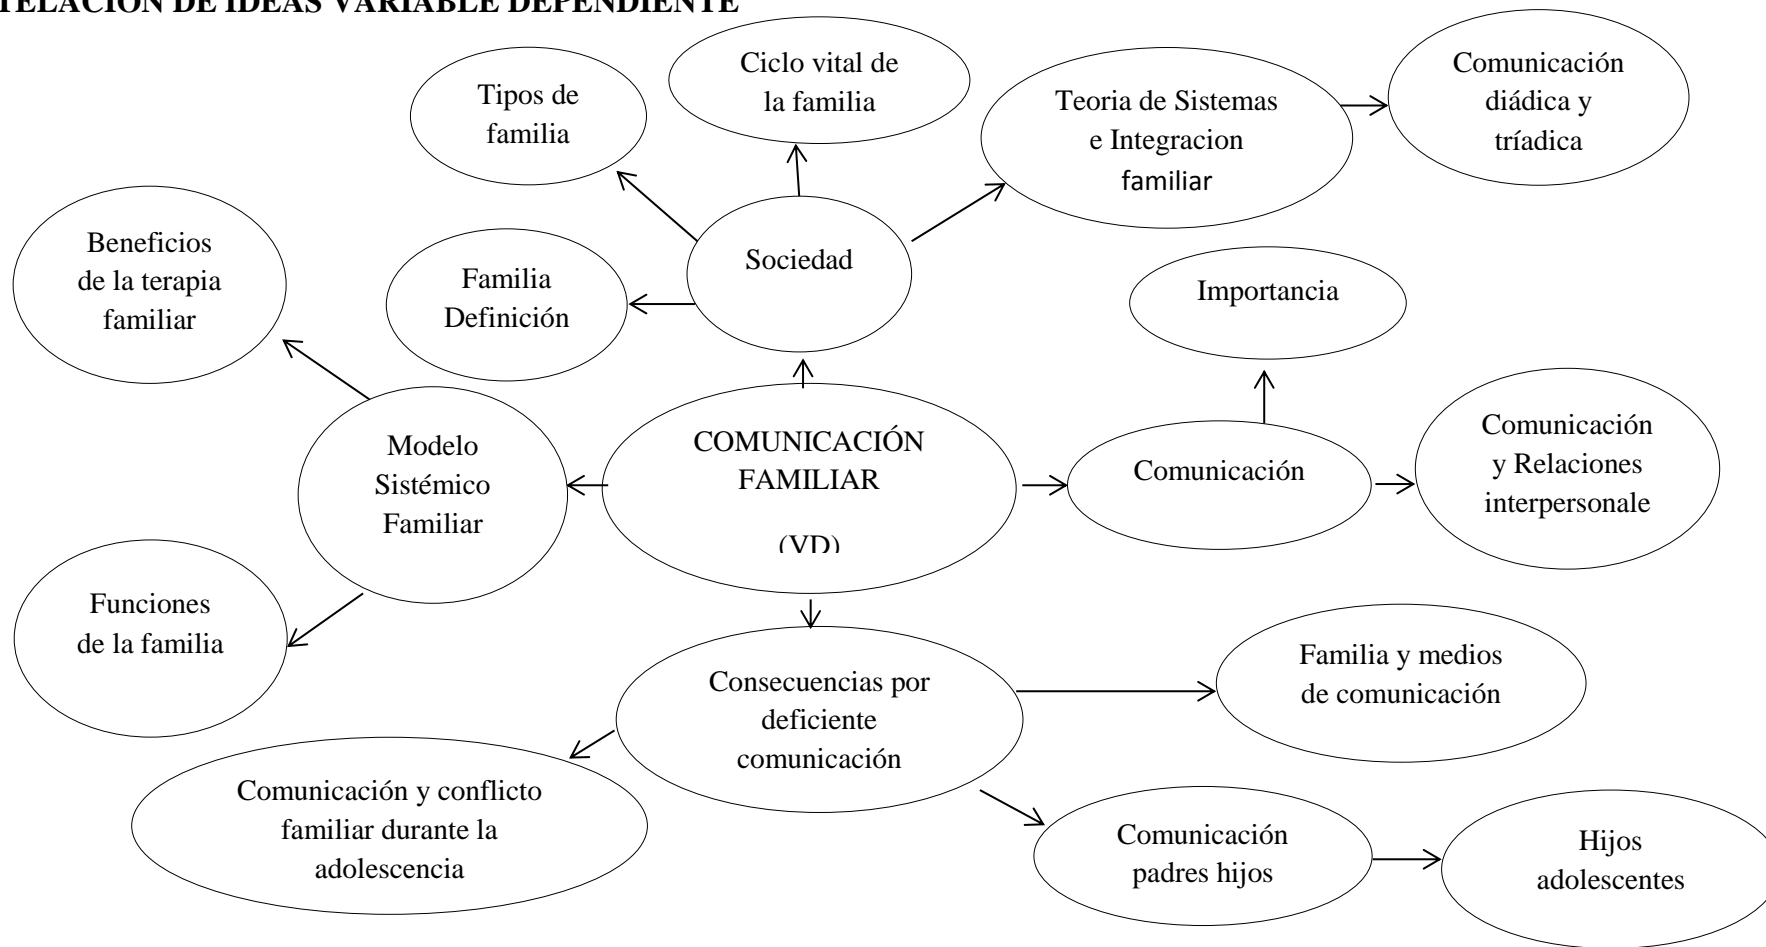 TELACIÓN DE IDEAS VARIABLE DEPENDIENTE
Ciclo vital de
la familia
Tipos de
familia
Teoria de Sistemas
e Integracion
familiar
Comunicación
diádica y
tríadica
Beneficios
de la terapia
familiar
Familia
Definición
Sociedad
Importancia
Modelo
Sistémico
Familiar
COMUNICACIÓN
FAMILIAR
(VD)
Comunicación
Comunicación
y Relaciones
interpersonale
Funciones
de la familia
Consecuencias por
deficiente
comunicación
Familia y medios
de comunicación
Comunicación y conflicto
familiar durante la
adolescencia
Comunicación
padres hijos
Hijos
adolescentes